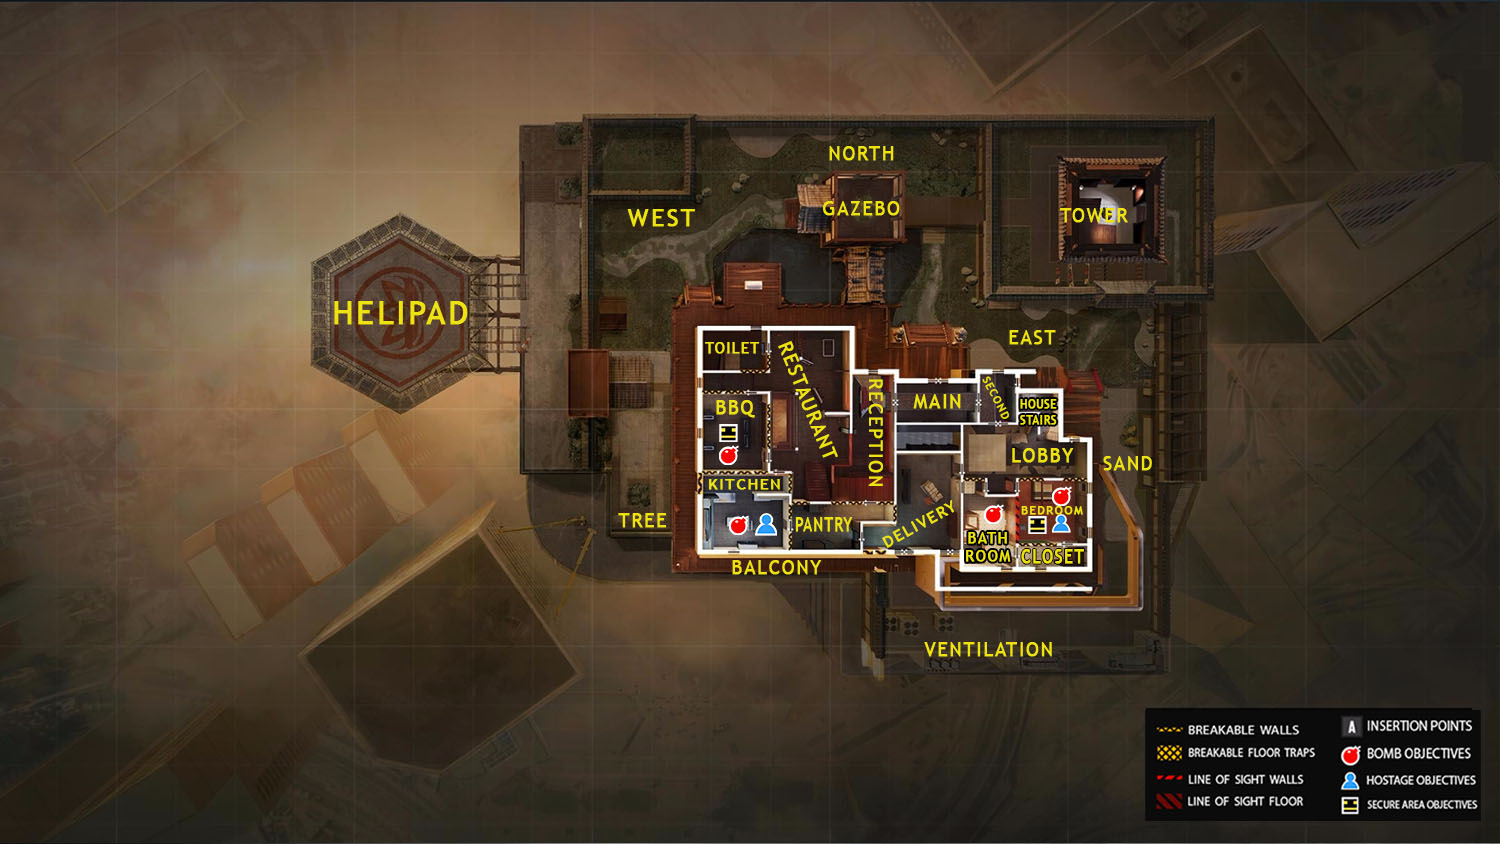 NORTH
GAZEBO
WEST
TOWER
HELIPAD
EAST
TOILET
RESTAURANT
RECEPTION
MAIN
SECOND
HOUSE
STAIRS
BBQ
LOBBY
SAND
KITCHEN
TREE
PANTRY
DELIVERY
BEDROOM
BATH
ROOM
CLOSET
BALCONY
VENTILATION
BREAKABLE WALLS
BREAKABLE FLOOR TRAPS
LINE OF SIGHT WALLS
LINE OF SIGHT FLOOR
A INSERTION POINTS
BOMB OBJECTIVES
HOSTAGE OBJECTIVES
SECURE AREA OBJECTIVES